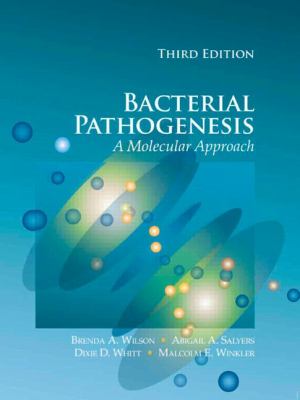 THIRD EDITION
BACTERIAL
PATHOGENESIS
A Molecular Approach
BRENDA A. WILSON • ABIGAIL A. SALYERS
DIXIE D. WHITT • MALCOLM E. WINKLER